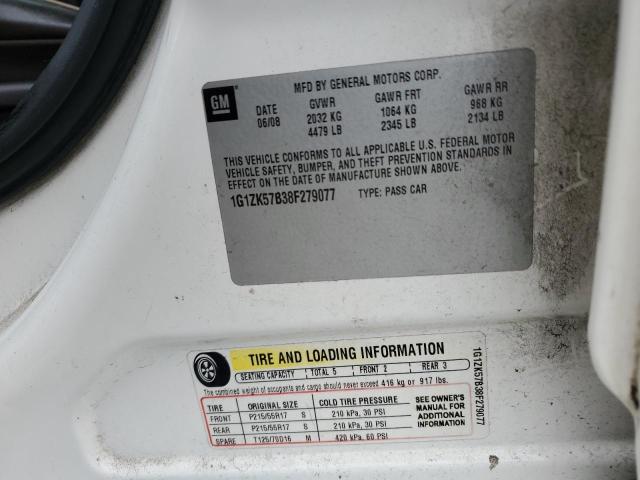 GM
MFD BY GENERAL MOTORS CORP.
DATE GVWR GAWR FRT GAWR RR
06/08 2032 KG 1064 KG 968 KG
4479 LB 2345 LB 2134 LB
THIS VEHICLE CONFORMS TO ALL APPLICABLE U.S. FEDERAL MOTOR
VEHICLE SAFETY, BUMPER, AND THEFT PREVENTION STANDARDS IN
EFFECT ON THE DATE OF MANUFACTURE SHOWN ABOVE.
1G1ZK57B38F279077 TYPE: PASS CAR
TIRE AND LOADING INFORMATION
SEATING CAPACITY TOTAL 5 FRONT 2 REAR 3
The combined weight of occupants and cargo should never exceed 416 kg or 917 lbs.
TIRE ORIGINAL SIZE COLD TIRE PRESSURE
FRONT P215/55R17 S 210 kPa, 30 PSI
REAR P215/55R17 S 210 kPa, 30 PSI
SPARE T125/70D16 M 420 kPa, 60 PSI
SEE OWNER'S
MANUAL FOR
ADDITIONAL
INFORMATION
1G1ZK57B38F279077